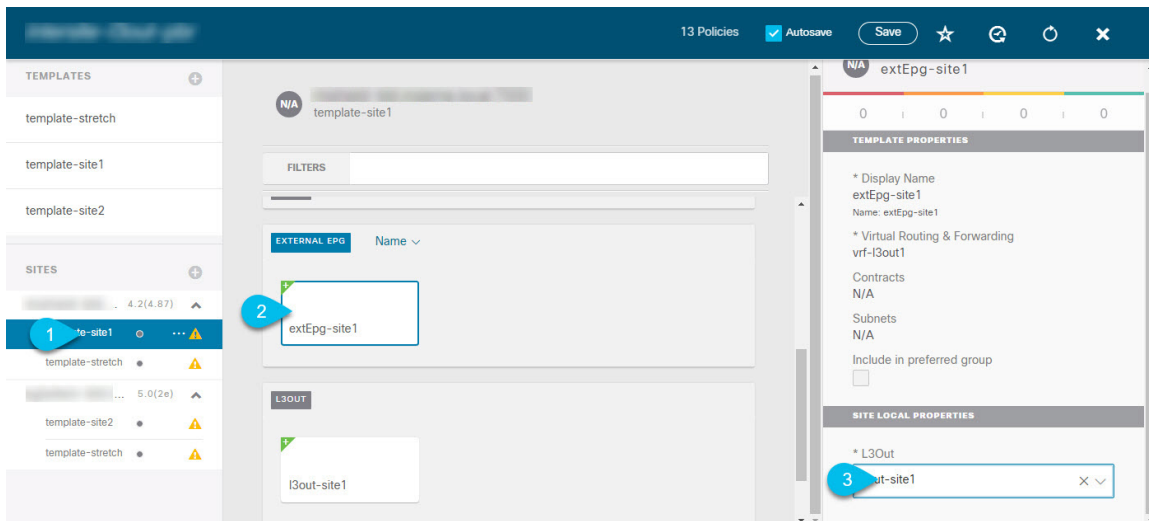 13 Policies
Autosave
Save
TEMPLATES
template-stretch
template-site1
template-site2
SITES
... 4.2(4.87)
1 te-site1 ...
template-stretch
... 5.0(2e)
template-site2
template-stretch
N/A
template-site1
FILTERS
EXTERNAL EPG Name
2
extEpg-site1
L3OUT
l3out-site1
N/A extEpg-site1
0 0 0 0
TEMPLATE PROPERTIES
* Display Name
extEpg-site1
Name: extEpg-site1
* Virtual Routing & Forwarding
vrf-l3out1
Contracts
N/A
Subnets
N/A
Include in preferred group
SITE LOCAL PROPERTIES
* L3Out
3 ut-site1